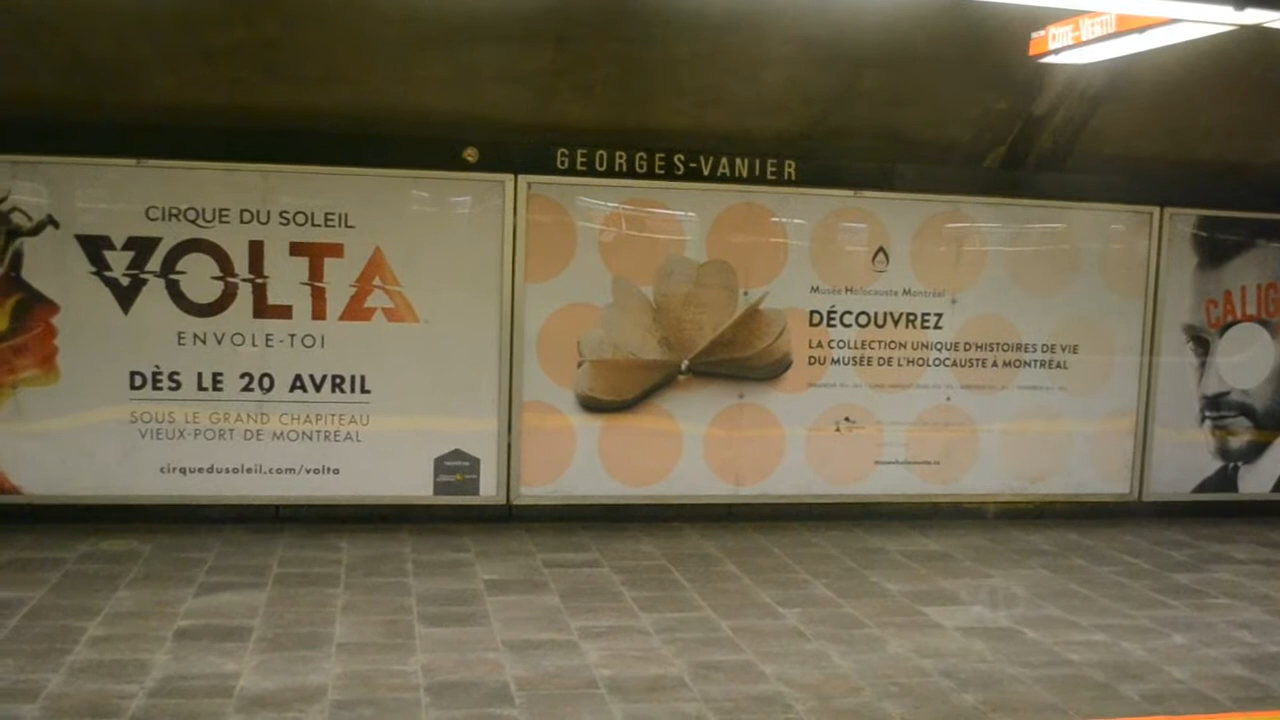 CÔTE-VERTU
GEORGES-VANIER
CIRQUE DU SOLEIL
VOLTA
ENVOLE-TOI
DÈS LE 20 AVRIL
SOUS LE GRAND CHAPITEAU
VIEUX-PORT DE MONTRÉAL
cirquedusoleil.com/volta
Musée Holocauste Montréal
DÉCOUVREZ
LA COLLECTION UNIQUE D'HISTOIRES DE VIE
DU MUSÉE DE L'HOLOCAUSTE À MONTRÉAL
CALIG